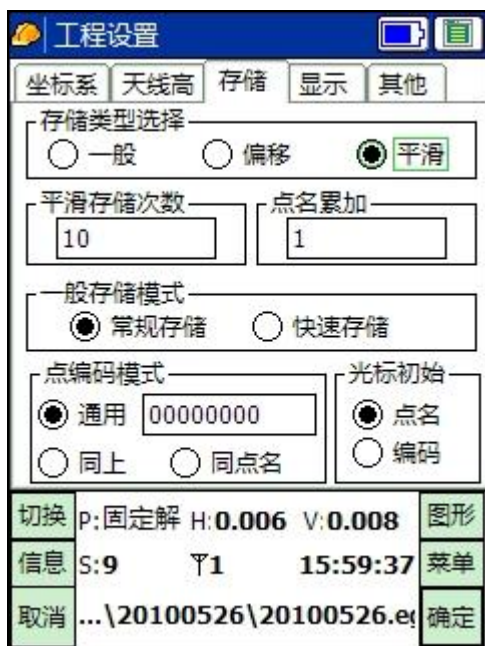 工程设置
坐标系 天线高 存储 显示 其他
存储类型选择
一般 偏移 平滑
平滑存储次数 点名累加
10 1
一般存储模式
常规存储 快速存储
点编码模式 光标初始
通用 00000000 点名
同上 同点名 编码
切换 P:固定解 H:0.006 V:0.008 图形
信息 S:9 1 15:59:37 菜单
取消 ...\20100526\20100526.eg 确定